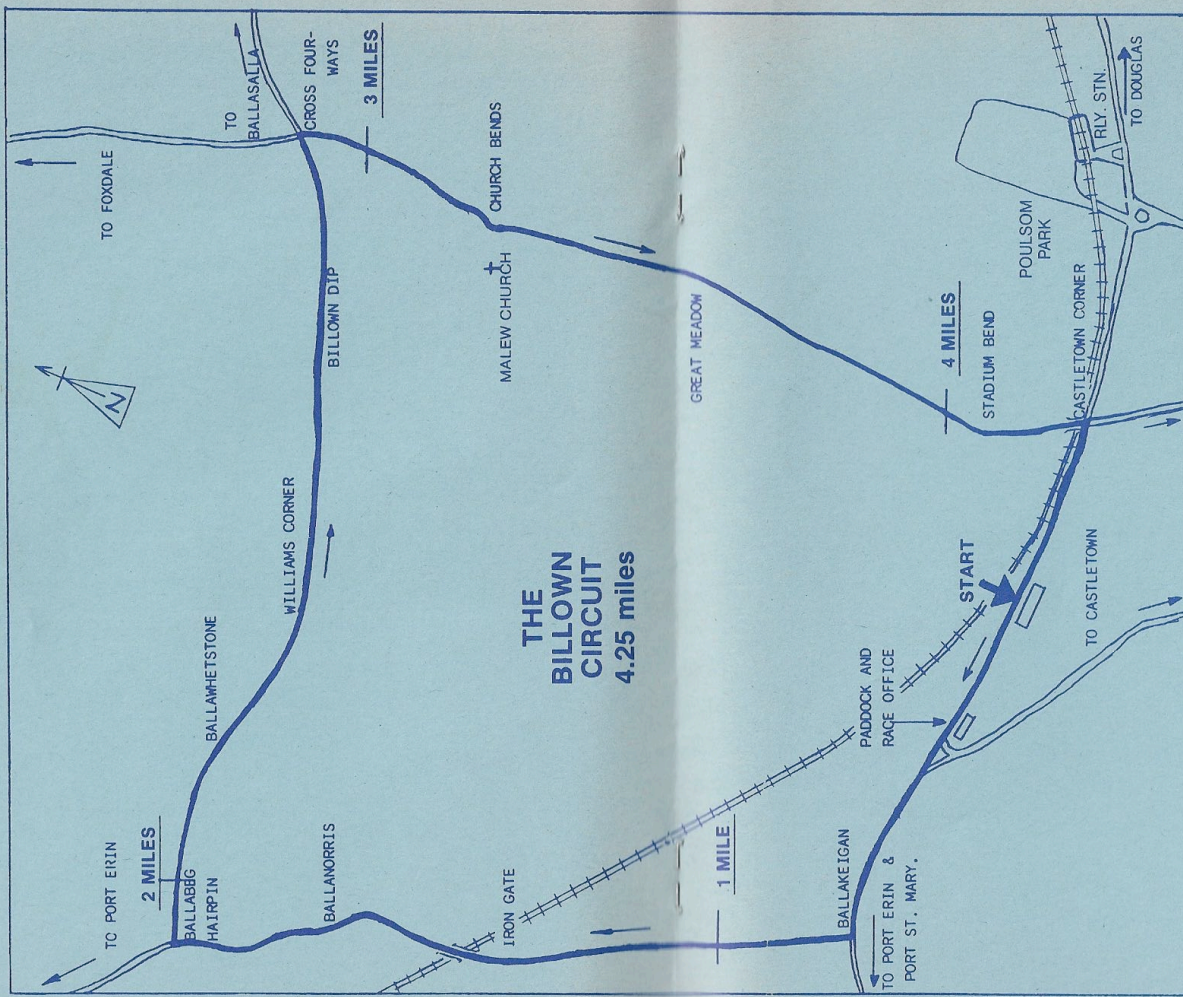 THE
BILLOWN
CIRCUIT
4.25 miles
N
TO FOXDALE
TO
BALLASALLA
CROSS FOUR-
WAYS
3 MILES
CHURCH BENDS
MALEW CHURCH
BILLOWN DIP
WILLIAMS CORNER
BALLAWHETSTONE
2 MILES
TO PORT ERIN
BALLABEG
HAIRPIN
BALLANORRIS
IRON GATE
1 MILE
BALLAKEIGAN
TO PORT ERIN &
PORT ST. MARY.
PADDOCK AND
RACE OFFICE
START
TO CASTLETOWN
GREAT MEADOW
4 MILES
STADIUM BEND
CASTLETOWN CORNER
POULSOM
PARK
RLY. STN.
TO DOUGLAS